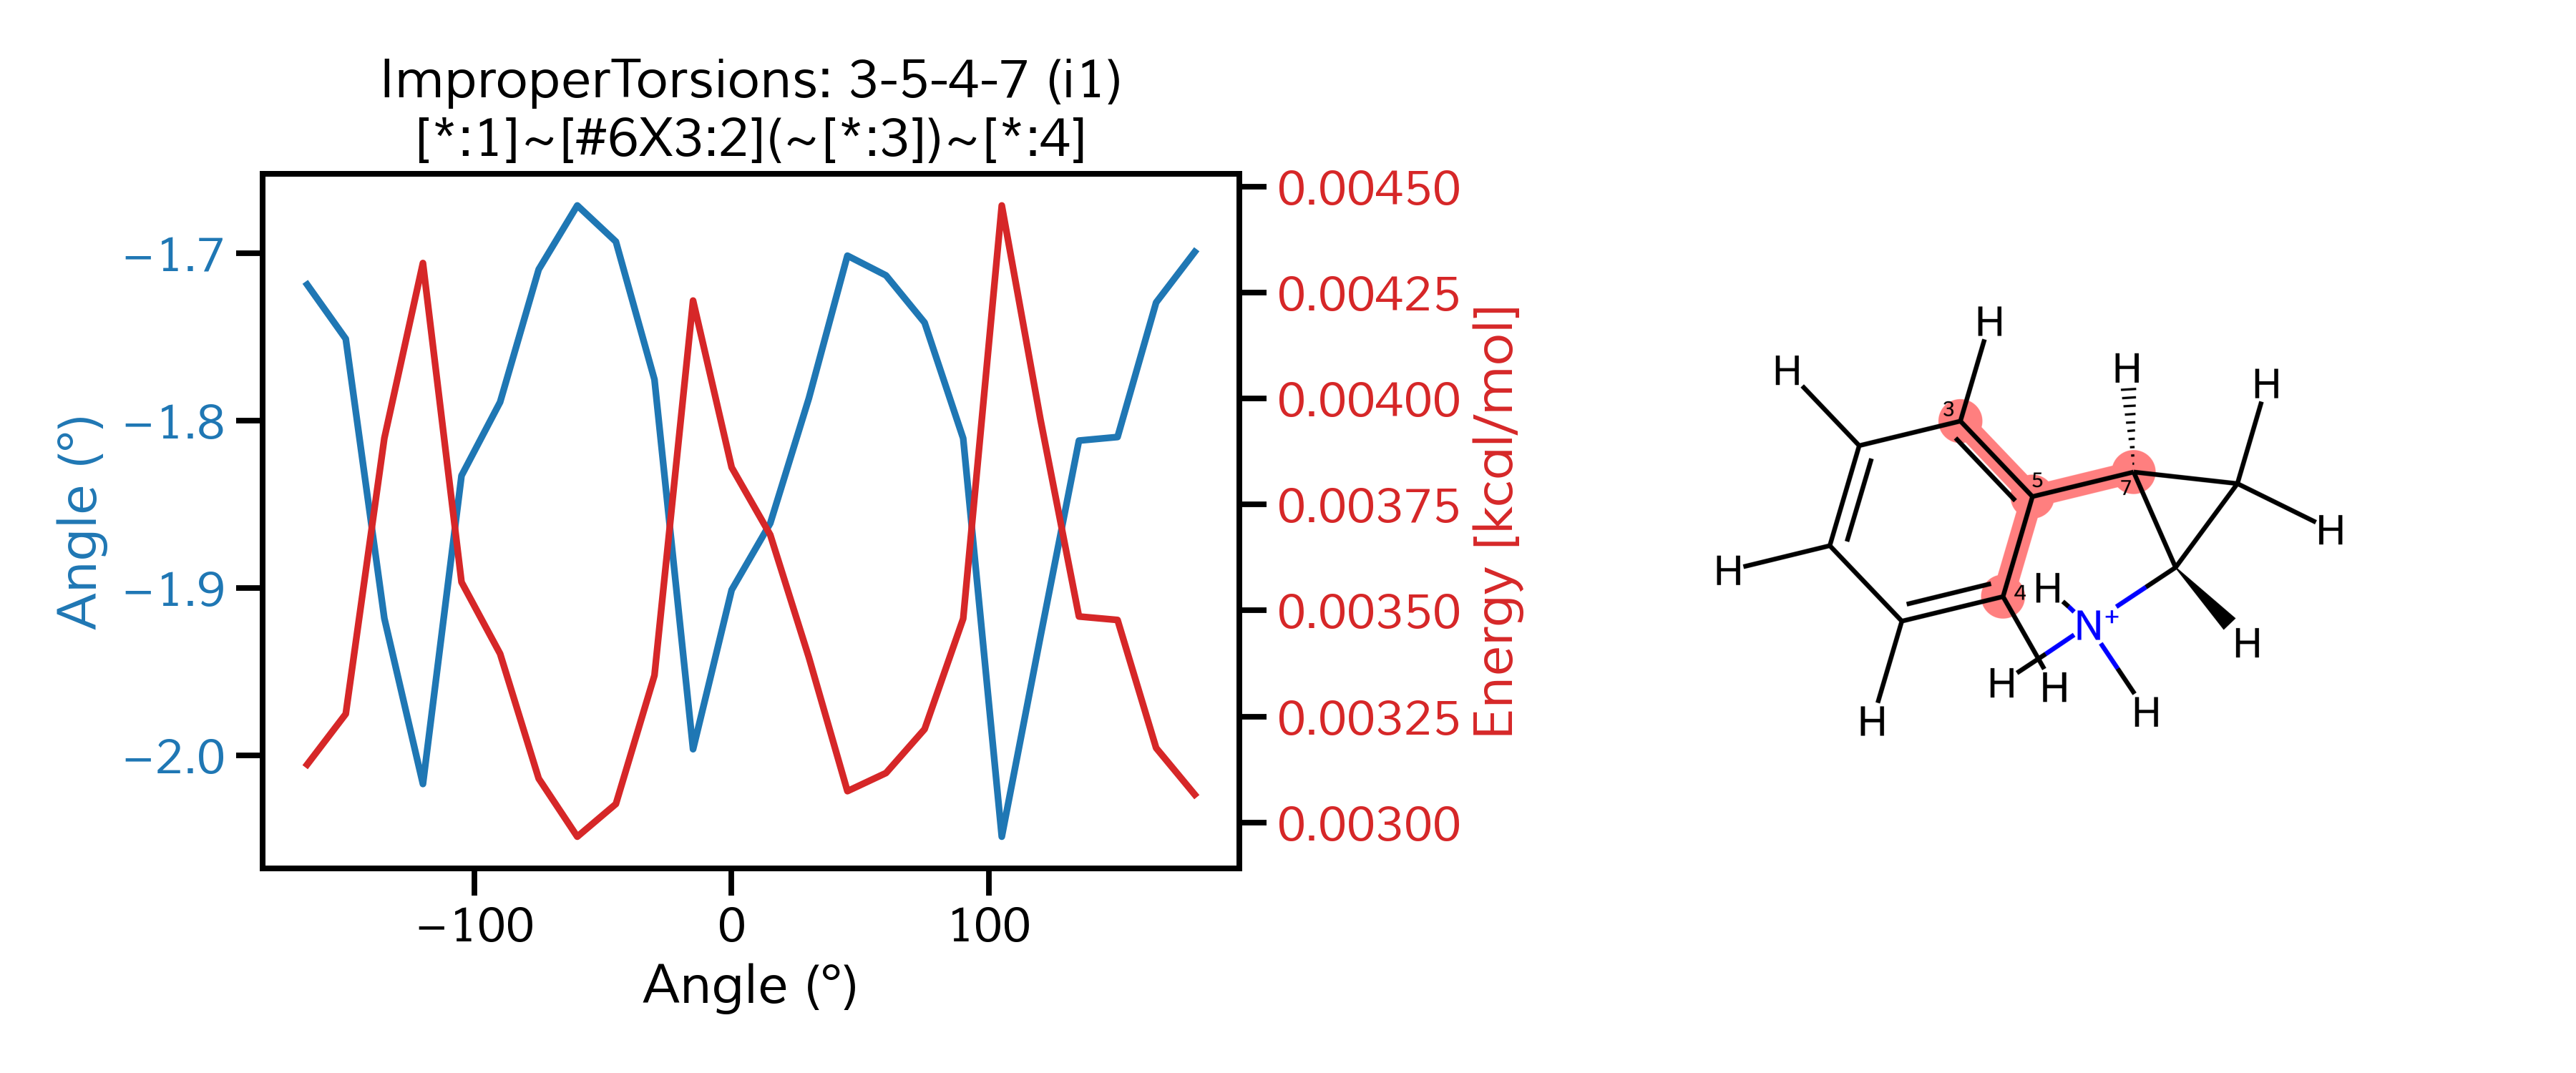 ImproperTorsions: 3-5-4-7 (i1)
[*:1]~[#6X3:2](~[*:3])~[*:4]
Angle (°)
−1.7
−1.8
−1.9
−2.0
−100
0
100
Angle (°)
0.00450
0.00425
0.00400
0.00375
0.00350
0.00325
0.00300
Energy [kcal/mol]
H
H
H
H
H
3
5
7
H
H
4
H
N+
H
H
H
H
H